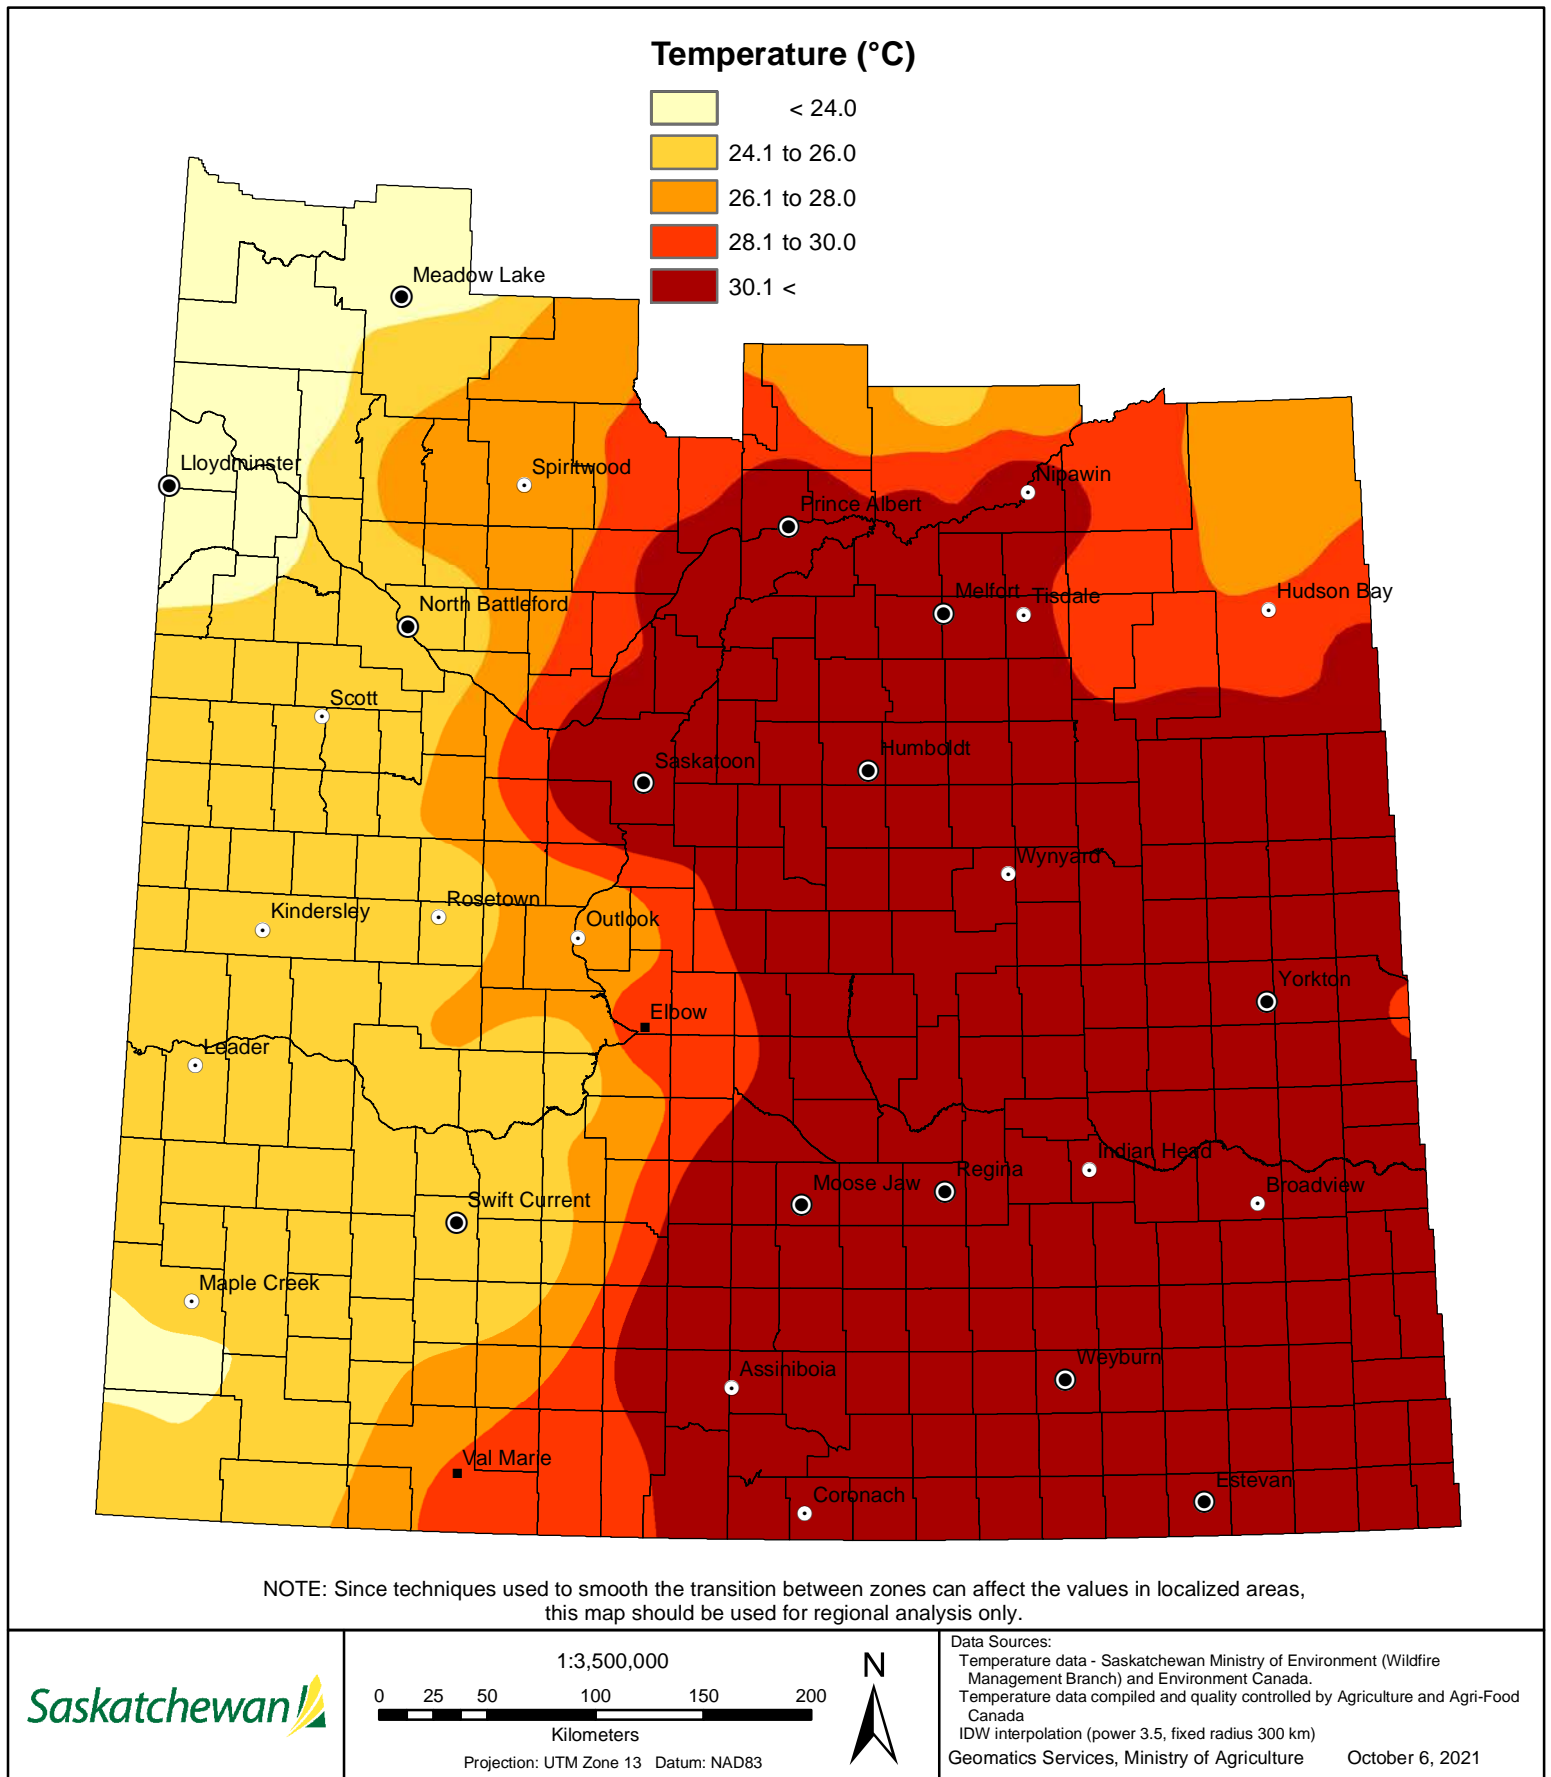 Temperature (°C)
< 24.0
24.1 to 26.0
26.1 to 28.0
28.1 to 30.0
30.1 <
Meadow Lake
Lloydminster
Spiritwood
Nipawin
Prince Albert
Melfort
Tisdale
Hudson Bay
North Battleford
Scott
Saskatoon
Humboldt
Wynyard
Rosetown
Kindersley
Outlook
Yorkton
Elbow
Leader
Indian Head
Regina
Moose Jaw
Broadview
Swift Current
Maple Creek
Weyburn
Assiniboia
Val Marie
Estevan
Coronach
NOTE: Since techniques used to smooth the transition between zones can affect the values in localized areas,
this map should be used for regional analysis only.
Saskatchewan
1:3,500,000
0 25 50 100 150 200
Kilometers
Projection: UTM Zone 13 Datum: NAD83
N
Data Sources:
Temperature data - Saskatchewan Ministry of Environment (Wildfire
Management Branch) and Environment Canada.
Temperature data compiled and quality controlled by Agriculture and Agri-Food
Canada
IDW interpolation (power 3.5, fixed radius 300 km)
Geomatics Services, Ministry of Agriculture October 6, 2021